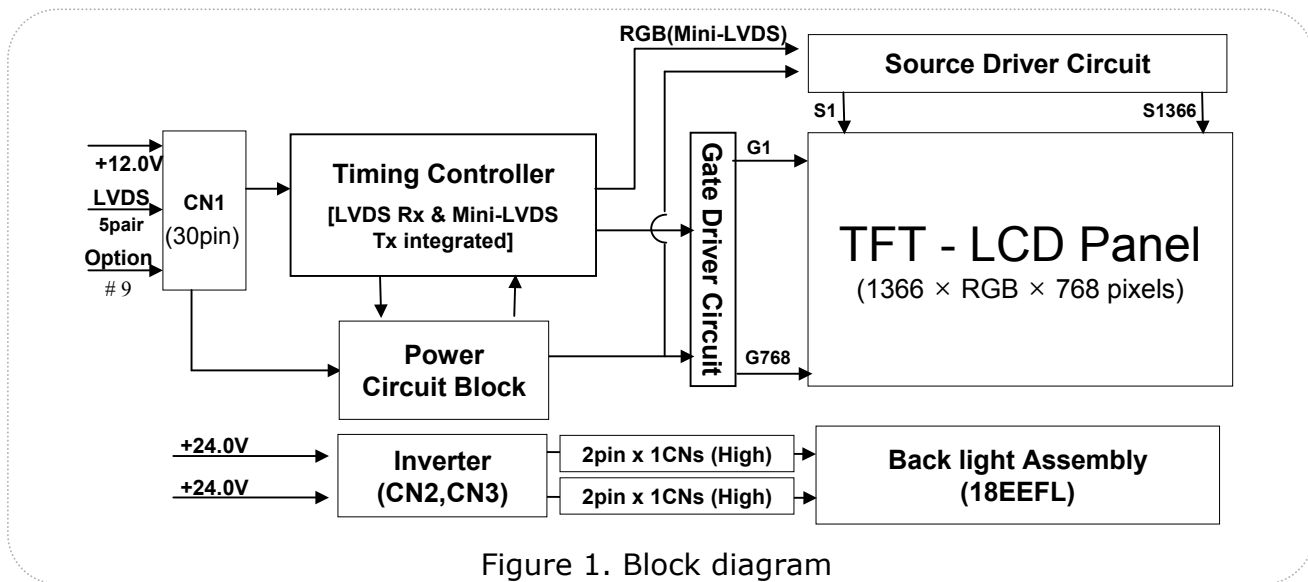 RGB(Mini-LVDS)
Source Driver Circuit
S1
S1366
+12.0V
LVDS
5pair
Option
# 9
CN1
(30pin)
Timing Controller
[LVDS Rx & Mini-LVDS
Tx integrated]
Gate Driver Circuit
G1
G768
TFT - LCD Panel
(1366 × RGB × 768 pixels)
Power
Circuit Block
+24.0V
+24.0V
Inverter
(CN2,CN3)
2pin x 1CNs (High)
2pin x 1CNs (High)
Back light Assembly
(18EEFL)
Figure 1. Block diagram